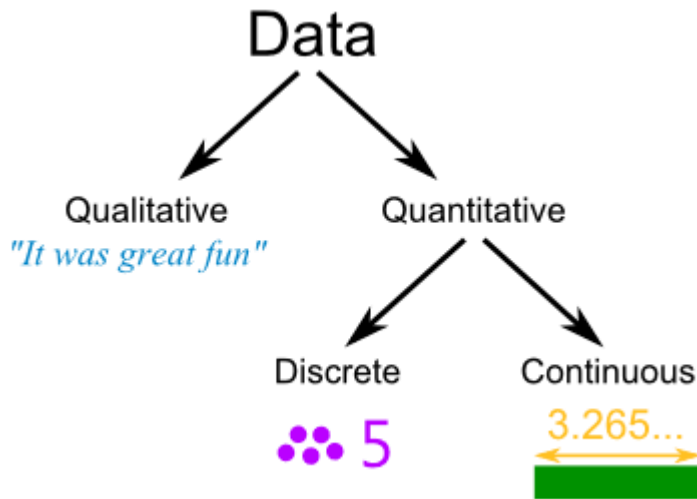 Data
Qualitative
Quantitative
"It was great fun"
Discrete
Continuous
5
3.265...